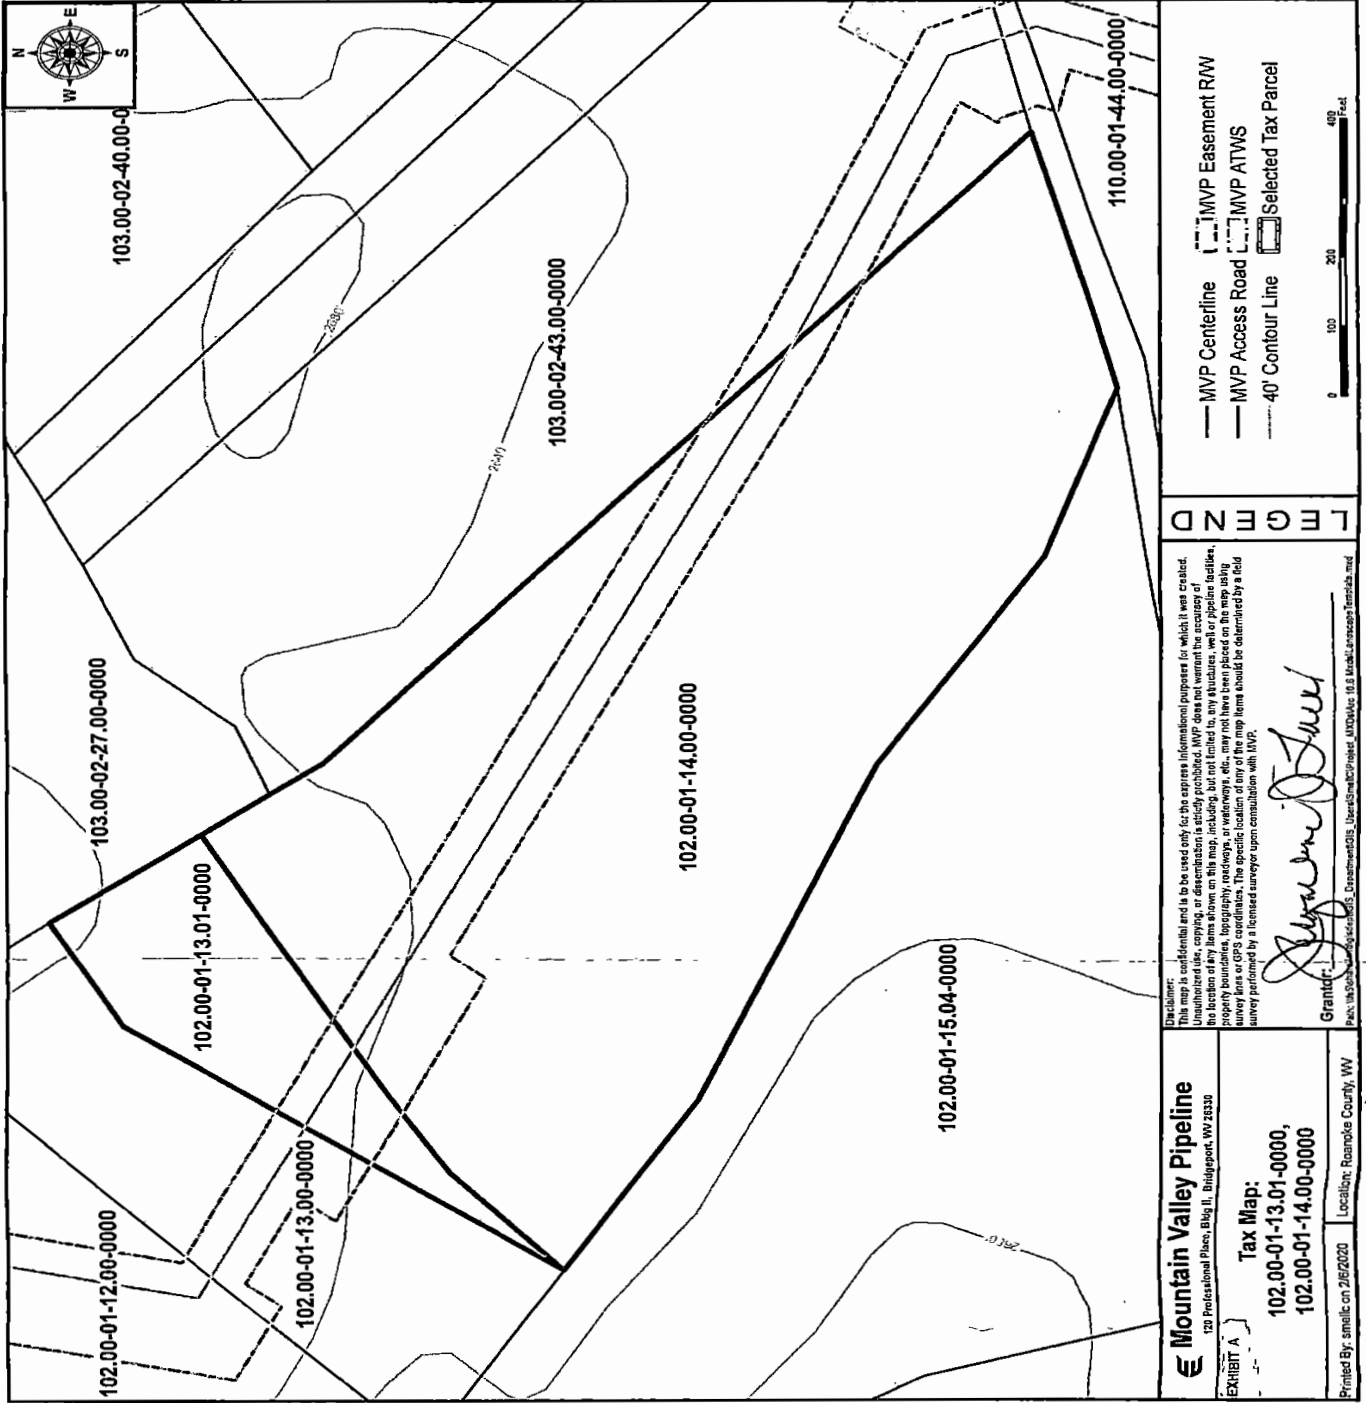 N
E
S
W
103.00-02-40.00-0
103.00-02-27.00-0000
103.00-02-43.00-0000
110.00-01-44.00-0000
102.00-01-13.01-0000
102.00-01-14.00-0000
102.00-01-12.00-0000
102.00-01-13.00-0000
102.00-01-15.04-0000
2680'
2640
Mountain Valley Pipeline
120 Professional Place, Bldg II, Bridgeport, WV 26330
EXHIBIT A
Tax Map:
102.00-01-13.01-0000,
102.00-01-14.00-0000
Printed By: smellc on 2/6/2020
Location: Roanoke County, WV
Disclaimer:
This map is confidential and is to be used only for the express informational purposes for which it was created.
Unauthorized use, copying, or dissemination is strictly prohibited. MVP does not warrant the accuracy of
the location of any items shown on this map, including, but not limited to, any structures, well or pipeline facilities,
property boundaries, topography, roadways, or waterways, etc., may not have been placed on the map using
survey lines or GPS coordinates. The specific location of any of the map items should be determined by a field
survey performed by a licensed surveyor upon consultation with MVP.
Grantor:
LEGEND
MVP Centerline
MVP Easement R/W
MVP Access Road
MVP ATWS
40' Contour Line
Selected Tax Parcel
0 100 200 400
Feet